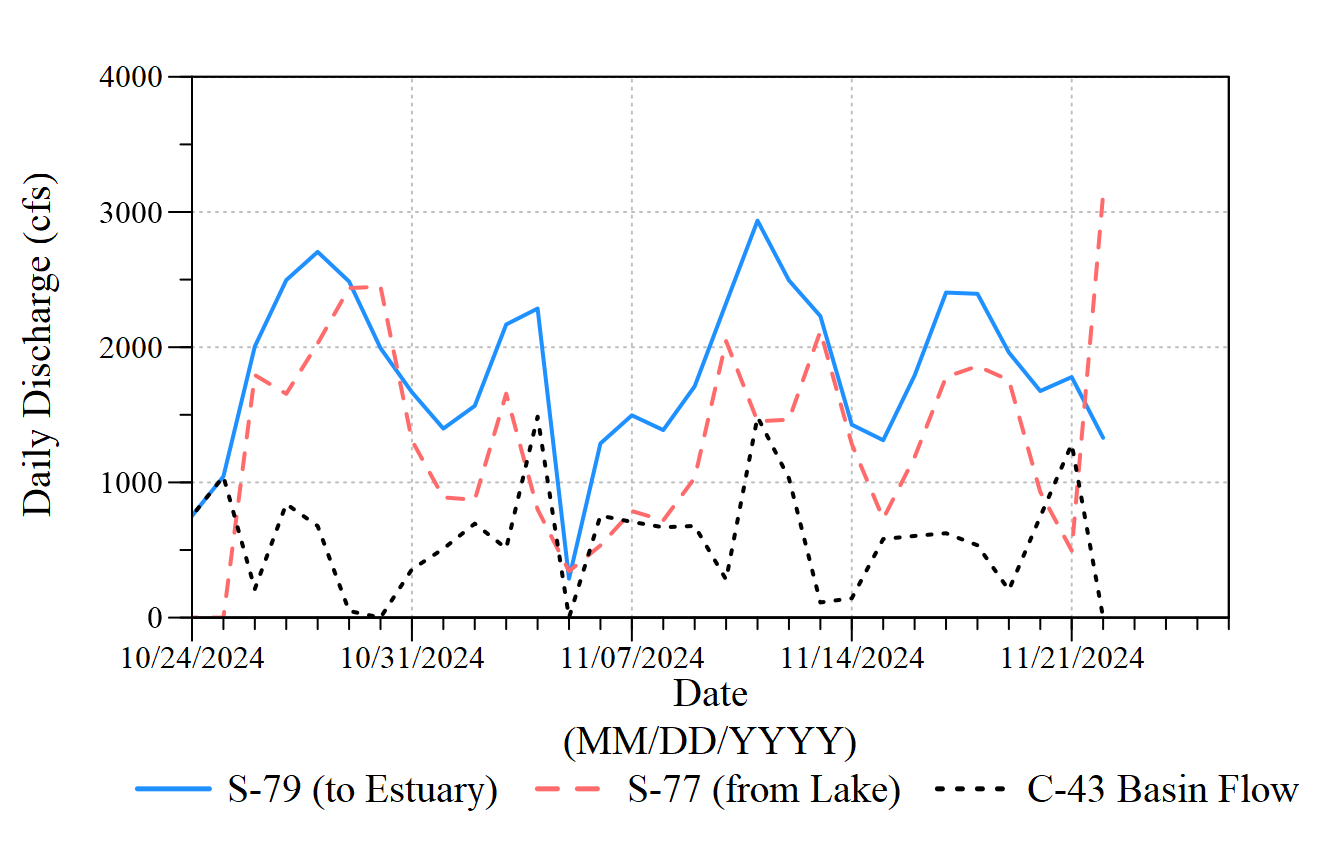 4000
3000
2000
1000
0
Daily Discharge (cfs)
10/24/2024 10/31/2024 11/07/2024 11/14/2024 11/21/2024
Date
(MM/DD/YYYY)
S-79 (to Estuary) S-77 (from Lake) C-43 Basin Flow